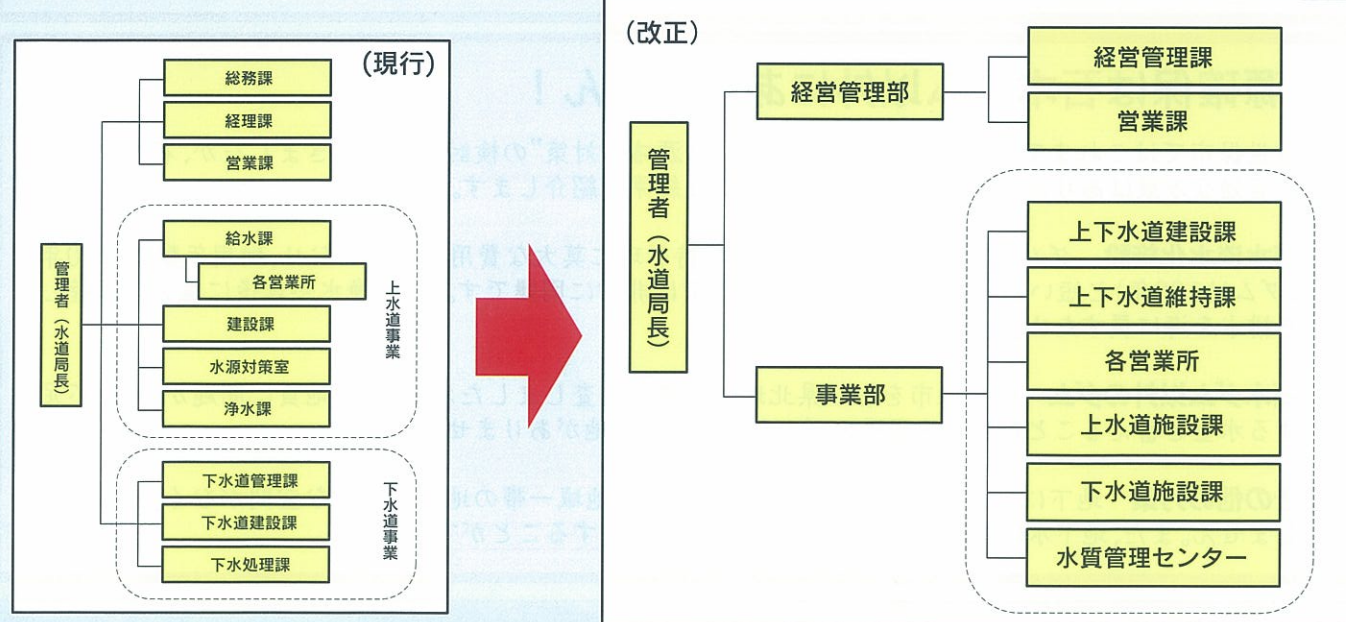 (現行)
総務課
経理課
営業課
管理者(水道局長)
給水課
各営業所
建設課
水源対策室
浄水課
上水道事業
下水道管理課
下水道建設課
下水処理課
下水道事業
(改正)
管理者(水道局長)
経営管理部
経営管理課
営業課
事業部
上下水道建設課
上下水道維持課
各営業所
上水道施設課
下水道施設課
水質管理センター